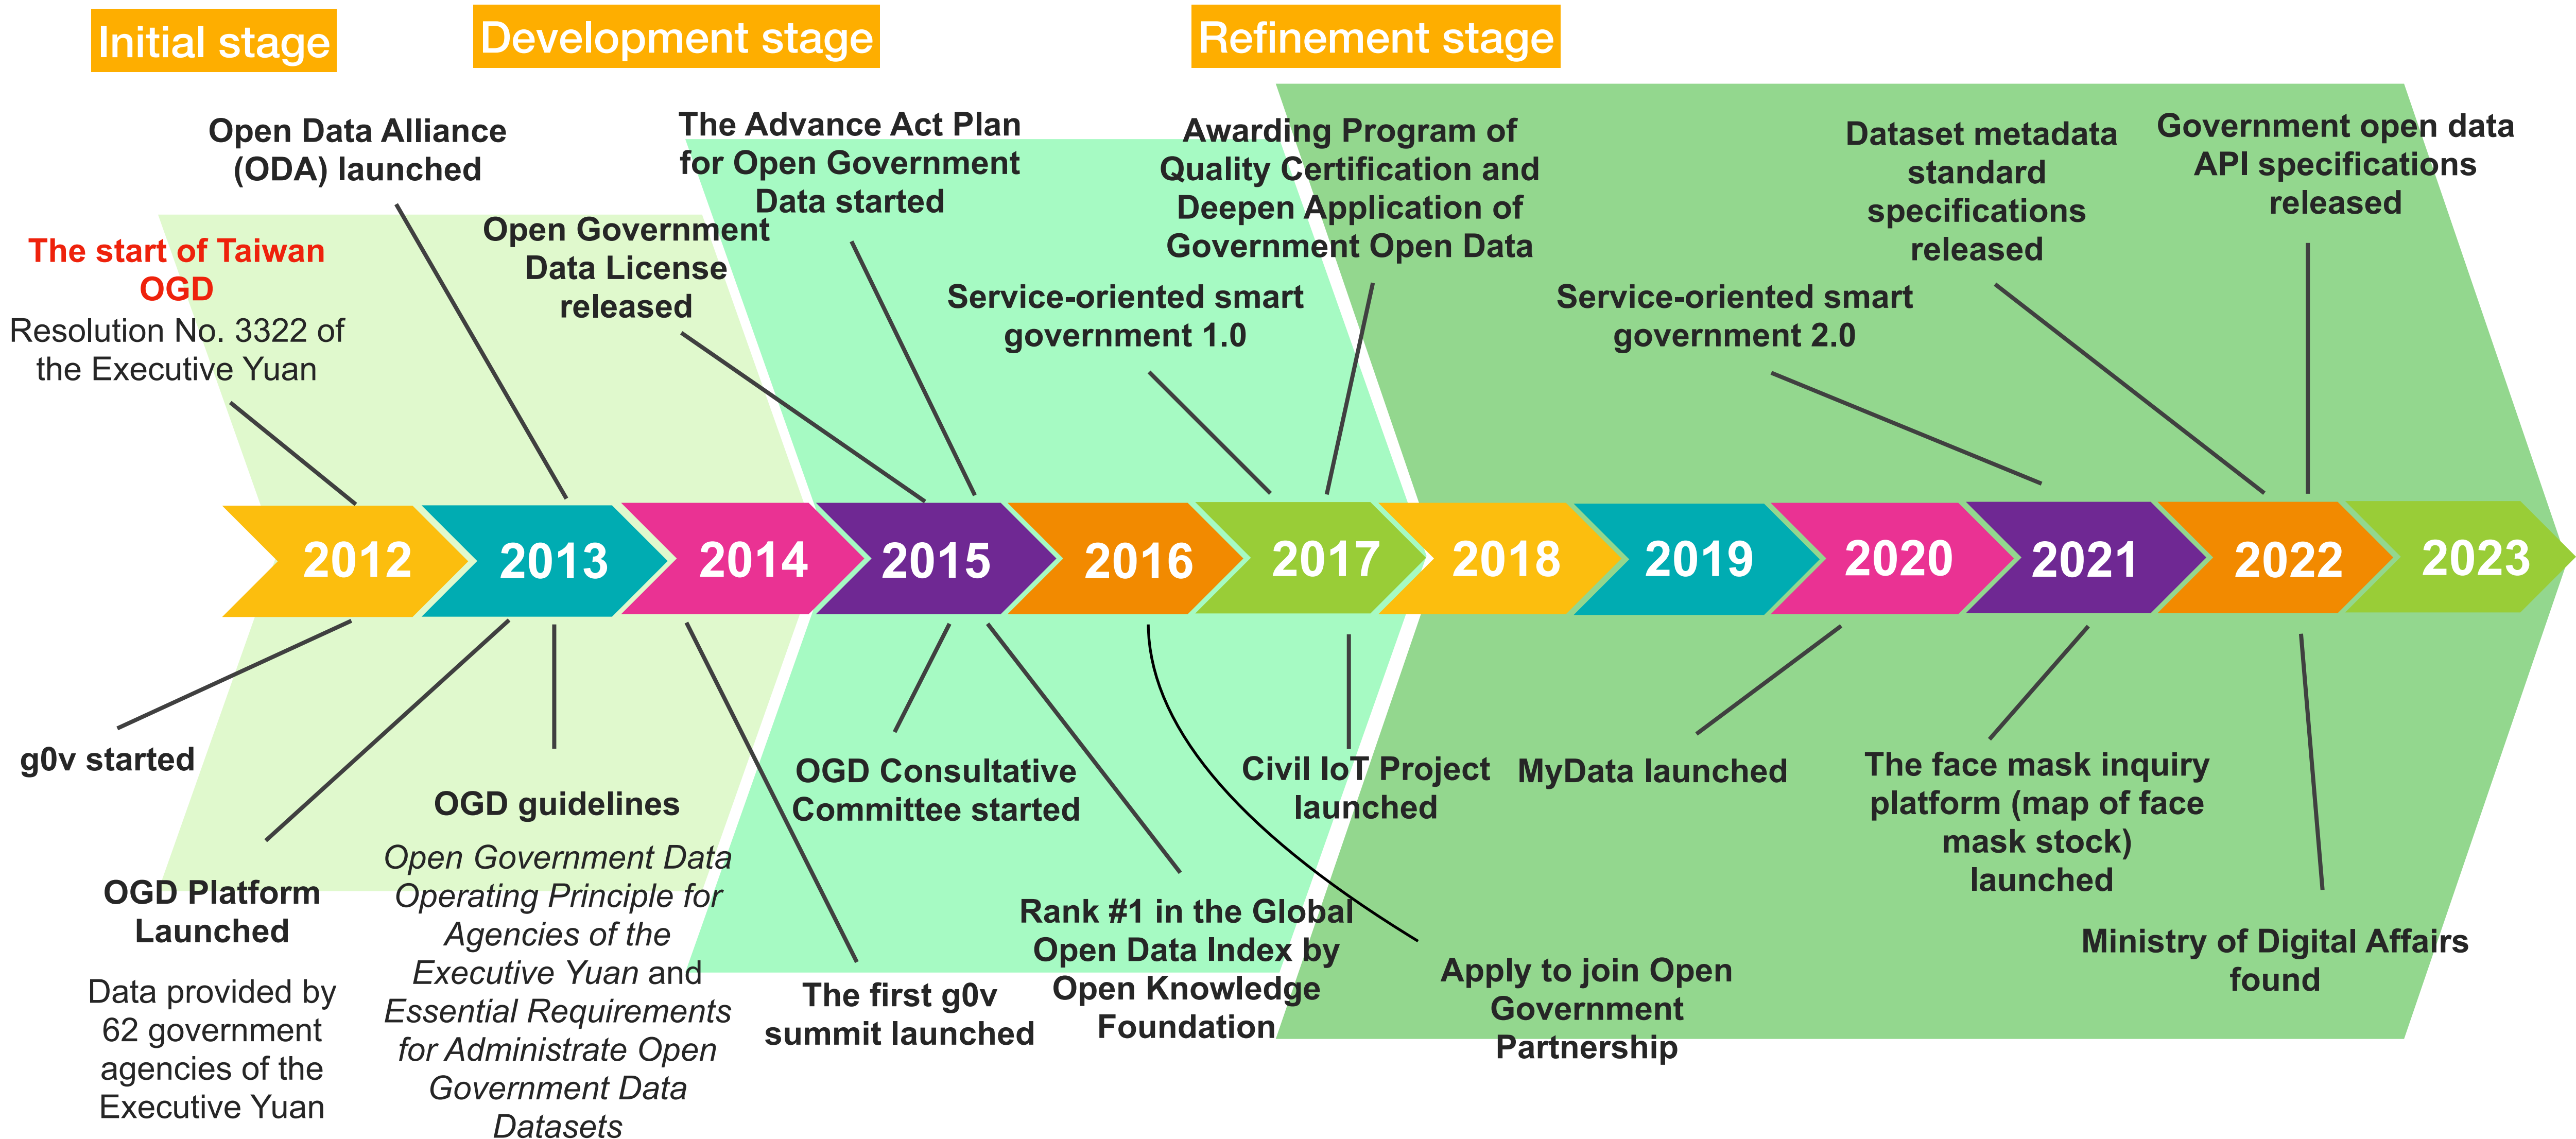 Initial stage
Development stage
Refinement stage
Open Data Alliance
(ODA) launched
The Advance Act Plan
for Open Government
Data started
Awarding Program of
Quality Certification and
Deepen Application of
Government Open Data
Dataset metadata
standard
specifications
released
Government open data
API specifications
released
The start of Taiwan
OGD
Resolution No. 3322 of
the Executive Yuan
Open Government
Data License
released
Service-oriented smart
government 1.0
Service-oriented smart
government 2.0
2012
2013
2014
2015
2016
2017
2018
2019
2020
2021
2022
2023
g0v started
OGD Platform
Launched
Data provided by
62 government
agencies of the
Executive Yuan
OGD guidelines
Open Government Data
Operating Principle for
Agencies of the
Executive Yuan and
Essential Requirements
for Administrate Open
Government Data
Datasets
OGD Consultative
Committee started
The first g0v
summit launched
Rank #1 in the Global
Open Data Index by
Open Knowledge
Foundation
Civil IoT Project
launched
Apply to join Open
Government
Partnership
MyData launched
The face mask inquiry
platform (map of face
mask stock)
launched
Ministry of Digital Affairs
found